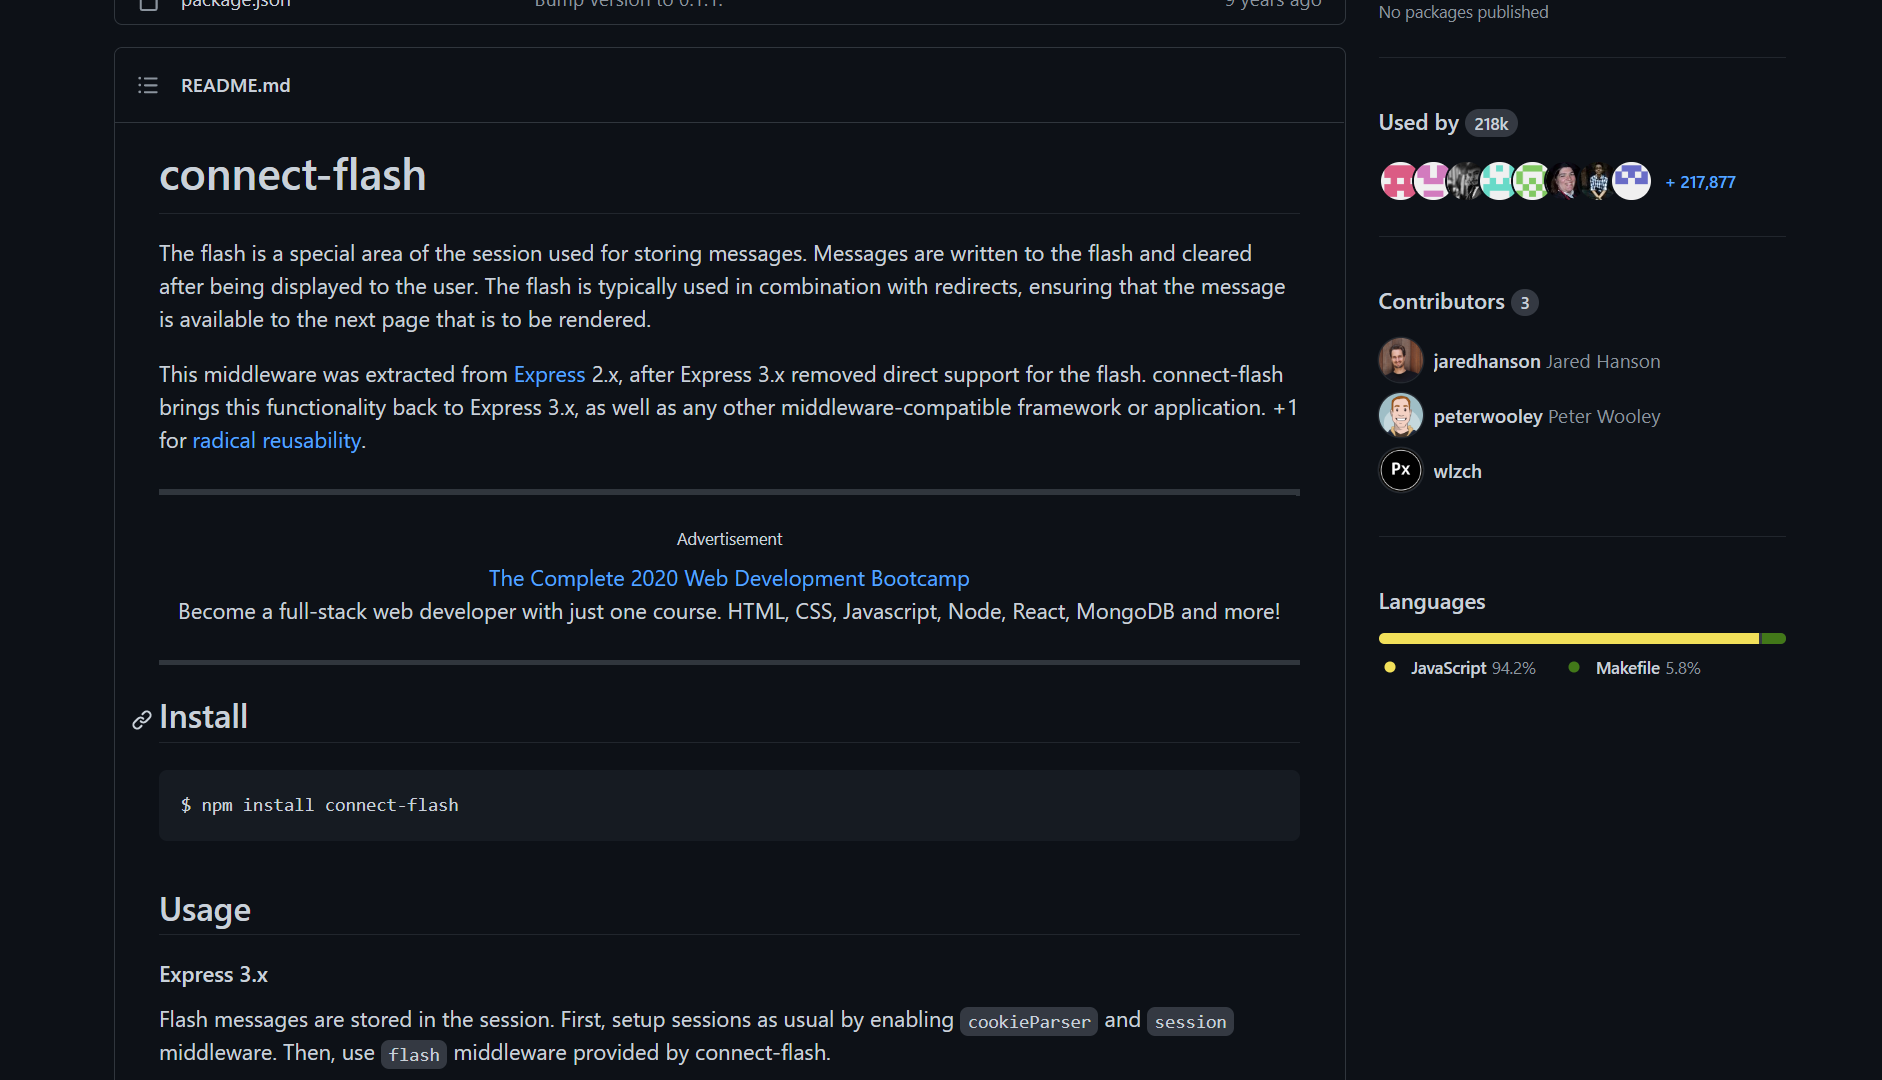 package.json Bump version to 0.1.1. 9 years ago
README.md
connect-flash
The flash is a special area of the session used for storing messages. Messages are written to the flash and cleared
after being displayed to the user. The flash is typically used in combination with redirects, ensuring that the message
is available to the next page that is to be rendered.
This middleware was extracted from Express 2.x, after Express 3.x removed direct support for the flash. connect-flash
brings this functionality back to Express 3.x, as well as any other middleware-compatible framework or application. +1
for radical reusability.
Advertisement
The Complete 2020 Web Development Bootcamp
Become a full-stack web developer with just one course. HTML, CSS, Javascript, Node, React, MongoDB and more!
Install
$ npm install connect-flash
Usage
Express 3.x
Flash messages are stored in the session. First, setup sessions as usual by enabling cookieParser and session
middleware. Then, use flash middleware provided by connect-flash.
No packages published
Used by 218k
+ 217,877
Contributors 3
jaredhanson Jared Hanson
peterwooley Peter Wooley
Px
wlzch
Languages
JavaScript 94.2% Makefile 5.8%